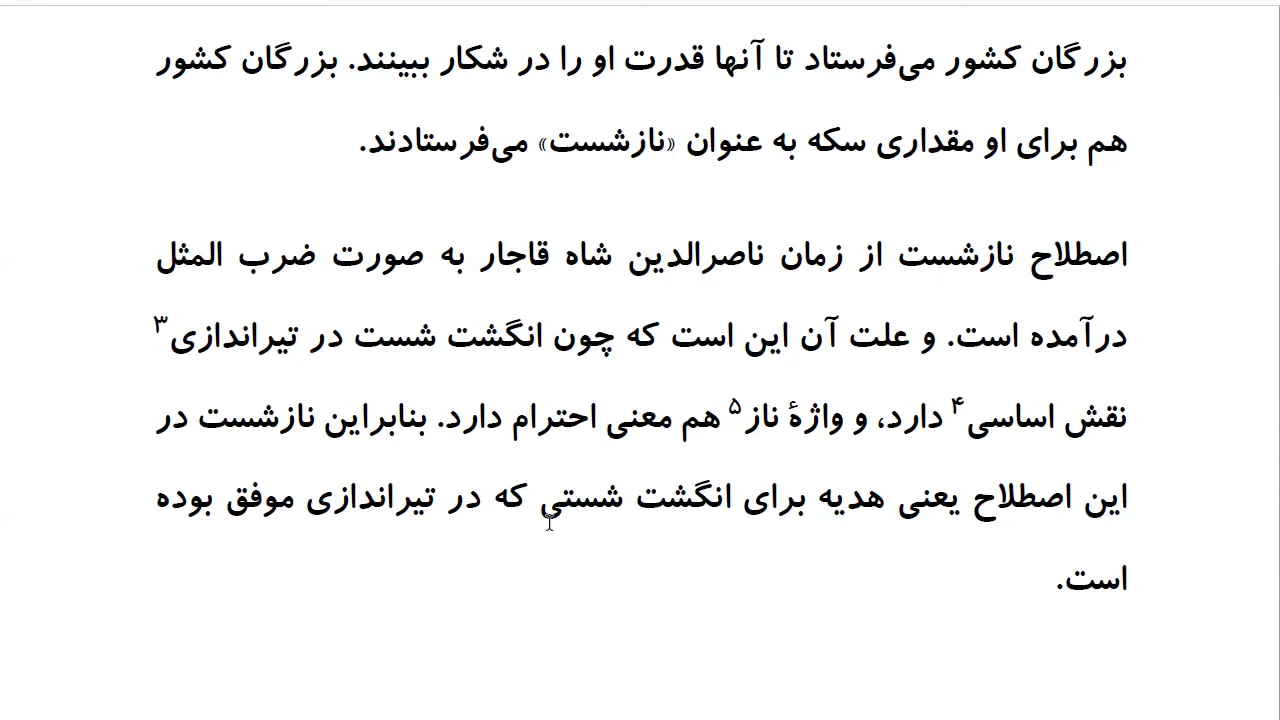 بزرگان کشور می‌فرستاد تا آنها قدرت او را در شکار ببینند. بزرگان کشور
هم برای او مقداری سکه به عنوان «نازشست» می‌فرستادند.
اصطلاح نازشست از زمان ناصرالدین شاه قاجار به صورت ضرب المثل
درآمده است. و علت آن این است که چون انگشت شست در تیراندازی۳
نقش اساسی۴ دارد، و واژهٔ ناز۵ هم معنی احترام دارد. بنابراین نازشست در
این اصطلاح یعنی هدیه برای انگشت شستی که در تیراندازی موفق بوده
است.